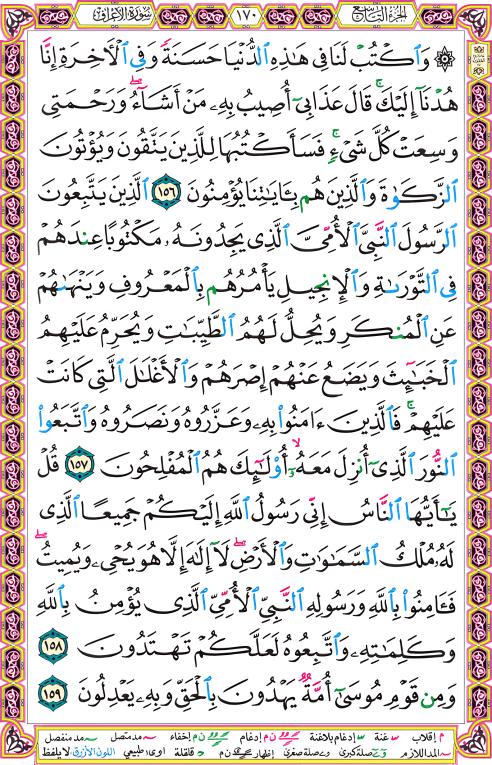 الجزء التاسع ١٧٠ سورة الأعراف
۞ وَٱكْتُبْ لَنَا فِى هَٰذِهِ ٱلدُّنْيَا حَسَنَةً وَفِى ٱلْأَخِرَةِ إِنَّا
هُدْنَآ إِلَيْكَ ۚ قَالَ عَذَابِىٓ أُصِيبُ بِهِۦ مَنْ أَشَآءُ ۖ وَرَحْمَتِى
وَسِعَتْ كُلَّ شَىْءٍ ۚ فَسَأَكْتُبُهَا لِلَّذِينَ يَتَّقُونَ وَيُؤْتُونَ
ٱلزَّكَوٰةَ وَٱلَّذِينَ هُم بِـَٔايَٰتِنَا يُؤْمِنُونَ ١٥٦ ٱلَّذِينَ يَتَّبِعُونَ
ٱلرَّسُولَ ٱلنَّبِىَّ ٱلْأُمِّىَّ ٱلَّذِى يَجِدُونَهُۥ مَكْتُوبًا عِندَهُمْ
فِى ٱلتَّوْرَىٰةِ وَٱلْإِنجِيلِ يَأْمُرُهُم بِٱلْمَعْرُوفِ وَيَنْهَىٰهُمْ
عَنِ ٱلْمُنكَرِ وَيُحِلُّ لَهُمُ ٱلطَّيِّبَٰتِ وَيُحَرِّمُ عَلَيْهِمُ
ٱلْخَبَٰٓئِثَ وَيَضَعُ عَنْهُمْ إِصْرَهُمْ وَٱلْأَغْلَٰلَ ٱلَّتِى كَانَتْ
عَلَيْهِمْ ۚ فَٱلَّذِينَ ءَامَنُوا۟ بِهِۦ وَعَزَّرُوهُ وَنَصَرُوهُ وَٱتَّبَعُوا۟
ٱلنُّورَ ٱلَّذِىٓ أُنزِلَ مَعَهُۥٓ ۙ أُو۟لَٰٓئِكَ هُمُ ٱلْمُفْلِحُونَ ١٥٧ قُلْ
يَٰٓأَيُّهَا ٱلنَّاسُ إِنِّى رَسُولُ ٱللَّهِ إِلَيْكُمْ جَمِيعًا ٱلَّذِى
لَهُۥ مُلْكُ ٱلسَّمَٰوَٰتِ وَٱلْأَرْضِ ۖ لَآ إِلَٰهَ إِلَّا هُوَ يُحْىِۦ وَيُمِيتُ ۖ
فَـَٔامِنُوا۟ بِٱللَّهِ وَرَسُولِهِ ٱلنَّبِىِّ ٱلْأُمِّىِّ ٱلَّذِى يُؤْمِنُ بِٱللَّهِ
وَكَلِمَٰتِهِۦ وَٱتَّبِعُوهُ لَعَلَّكُمْ تَهْتَدُونَ ١٥٨
وَمِن قَوْمِ مُوسَىٰٓ أُمَّةٌ يَهْدُونَ بِٱلْحَقِّ وَبِهِۦ يَعْدِلُونَ ١٥٩
م إقلاب غنة إدغام بلاغنة ن م إدغام ن م إخفاء مد متصل مد منفصل
المد اللازم صلة كبرى صلة صغرى إظهار ن م قلقلة اوى؛ طبيعي اللون الأزرق، لا يلفظ